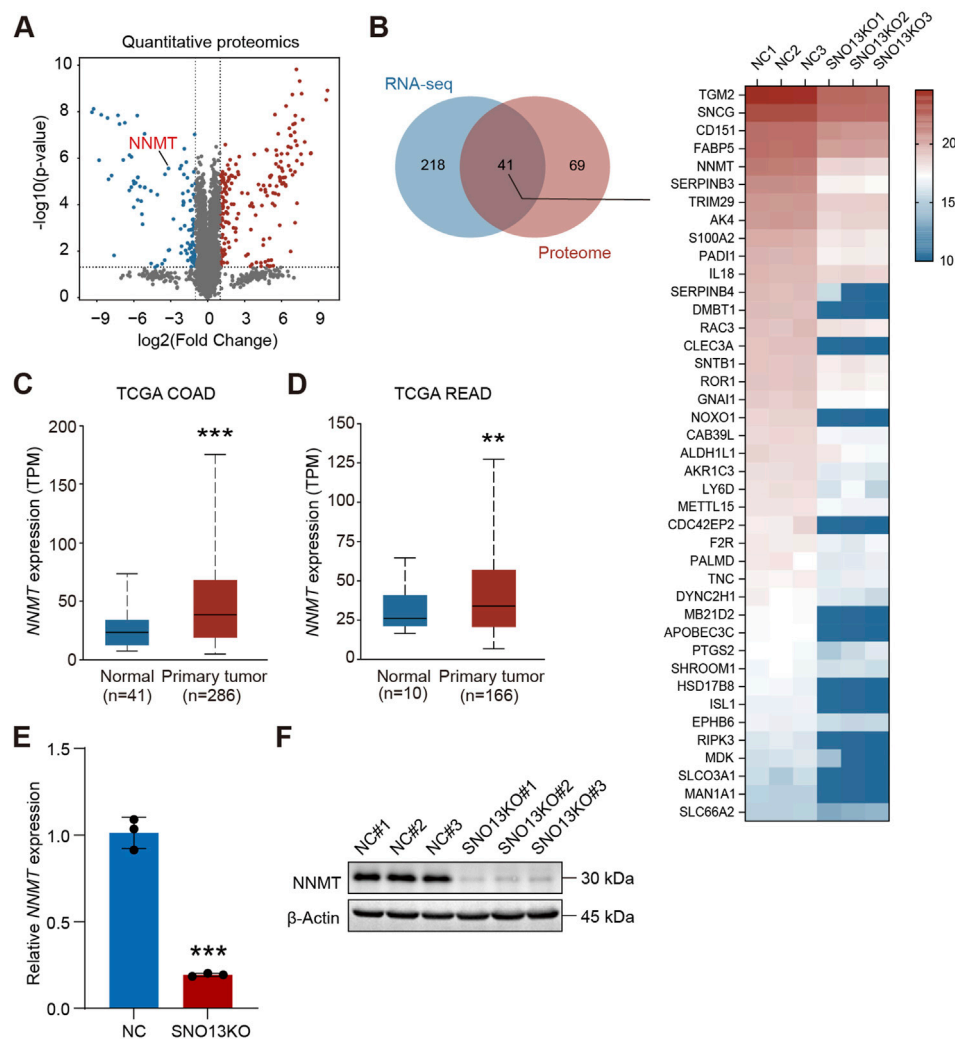 A
Quantitative proteomics
10
8
6
4
2
0
-log10(p-value)
NNMT
−9
−6
−3
0
3
6
9
log2(Fold Change)
B
RNA-seq
218
41
69
Proteome
NC1
NC2
NC3
SNO13KO1
SNO13KO2
SNO13KO3
TGM2
SNCG
CD151
FABP5
NNMT
SERPINB3
TRIM29
AK4
S100A2
PADI1
IL18
SERPINB4
DMBT1
RAC3
CLEC3A
SNTB1
ROR1
GNAI1
NOXO1
CAB39L
ALDH1L1
AKR1C3
LY6D
METTL15
CDC42EP2
F2R
PALMD
TNC
DYNC2H1
MB21D2
APOBEC3C
PTGS2
SHROOM1
HSD17B8
ISL1
EPHB6
RIPK3
MDK
SLCO3A1
MAN1A1
SLC66A2
20
15
10
C
TCGA COAD
200
150
100
50
0
NNMT expression (TPM)
***
Normal
(n=41)
Primary tumor
(n=286)
D
TCGA READ
150
125
100
75
50
25
0
NNMT expression (TPM)
**
Normal
(n=10)
Primary tumor
(n=166)
E
1.5
1.0
0.5
0.0
Relative NNMT expression
***
NC
SNO13KO
F
NC#1
NC#2
NC#3
SNO13KO#1
SNO13KO#2
SNO13KO#3
NNMT
30 kDa
β-Actin
45 kDa